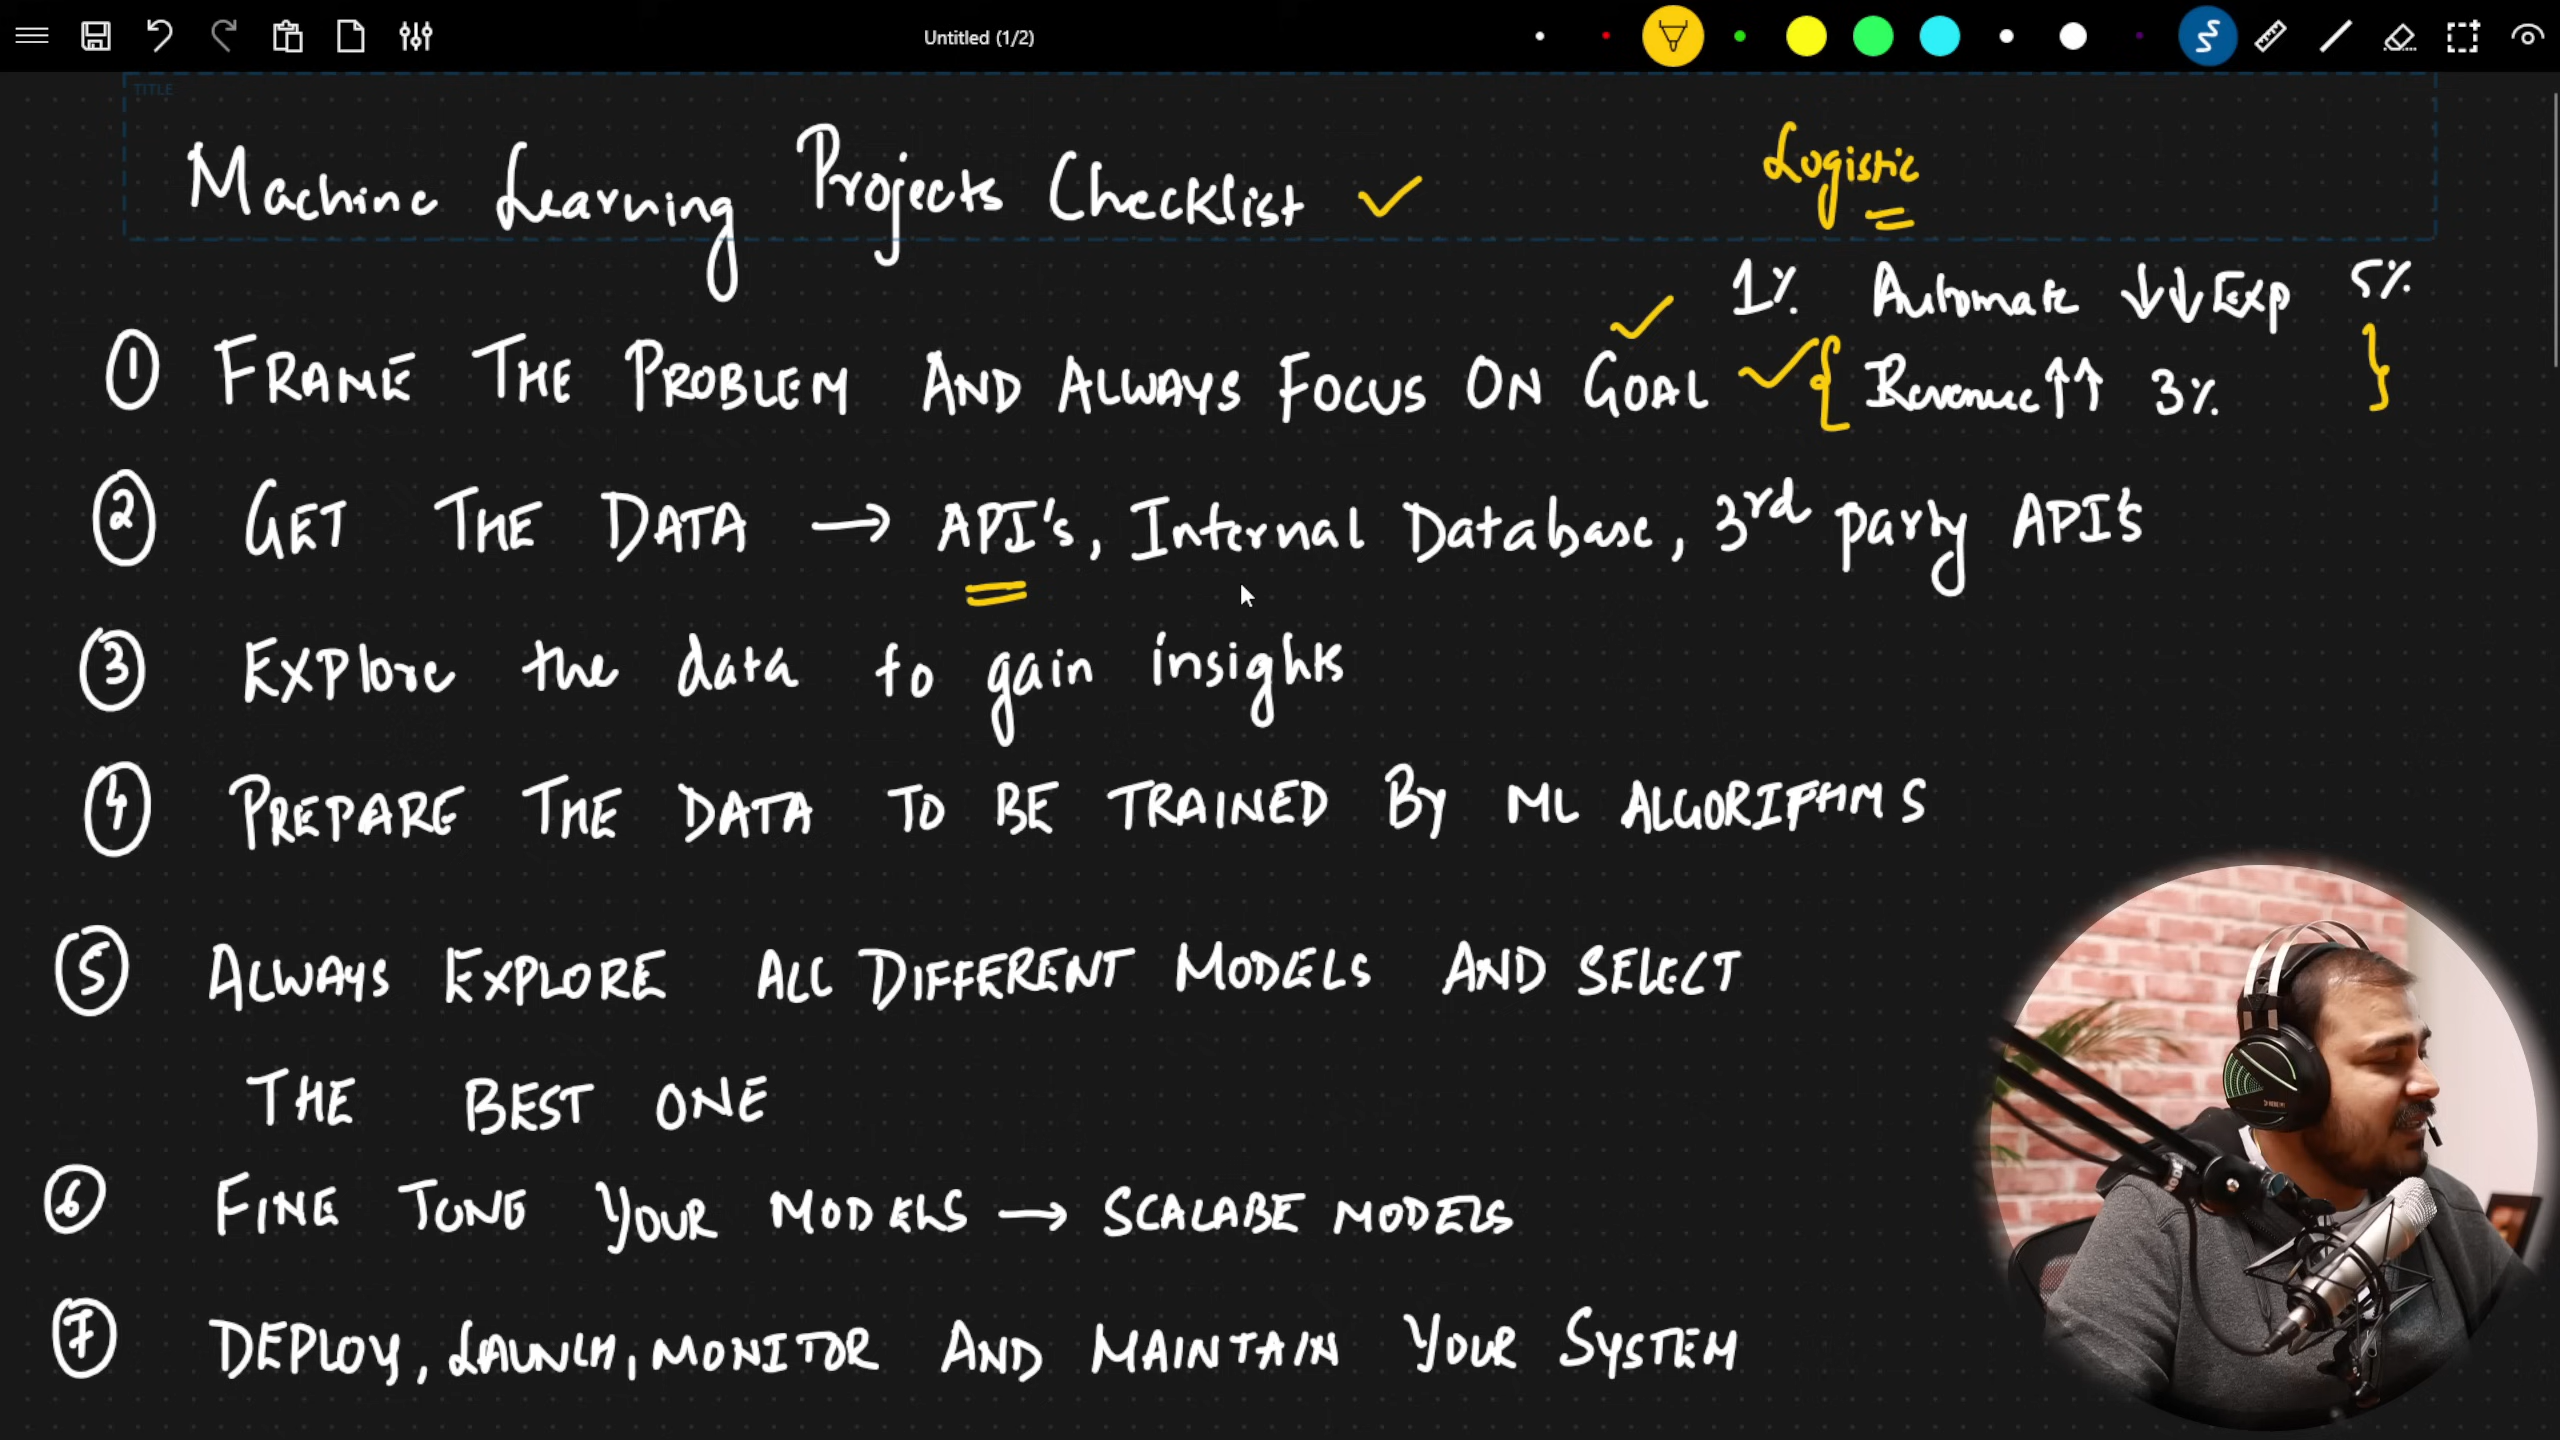 Untitled (1/2)
TITLE
Machine Learning Projects Checklist ✓
Logistic
1% Automate ↓↓ Exp 5%
① FRAME THE PROBLEM AND ALWAYS FOCUS ON GOAL ✓ { Revenue ↑↑ 3% }
② GET THE DATA → API's, Internal Database, 3rd party API's
③ Explore the data to gain insights
④ PREPARE THE DATA TO BE TRAINED By ML ALGORIFHMS
⑤ ALWAYS EXPLORE ALL DIFFERENT MODELS AND SELECT
THE BEST ONE
⑥ FINE TUNE YOUR MODELS → SCALABE MODELS
⑦ DEPLOY, LAUNCH, MONITOR AND MAINTAIN YOUR SYSTEM